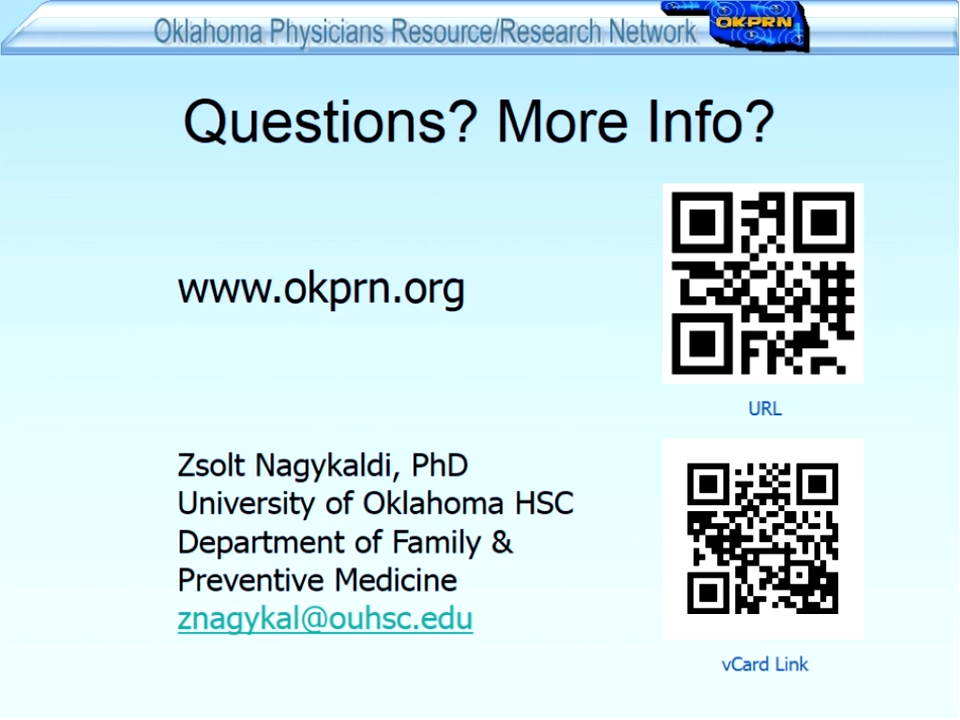 Oklahoma Physicians Resource/Research Network
OKPRN
Questions? More Info?
www.okprn.org
URL
Zsolt Nagykaldi, PhD
University of Oklahoma HSC
Department of Family &
Preventive Medicine
znagykal@ouhsc.edu
vCard Link